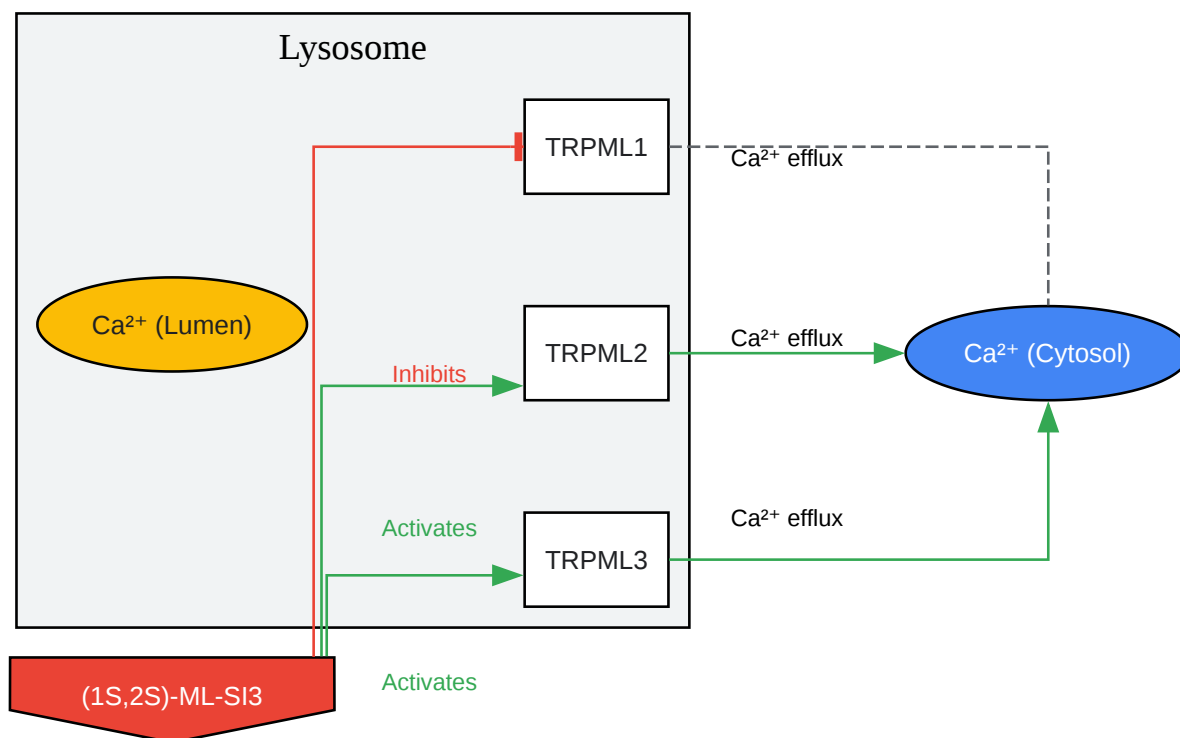 Lysosome
TRPML1
Ca²⁺ efflux
Ca²⁺ (Lumen)
Inhibits
TRPML2
Ca²⁺ efflux
Ca²⁺ (Cytosol)
Activates
TRPML3
Ca²⁺ efflux
(1S,2S)-ML-SI3
Activates